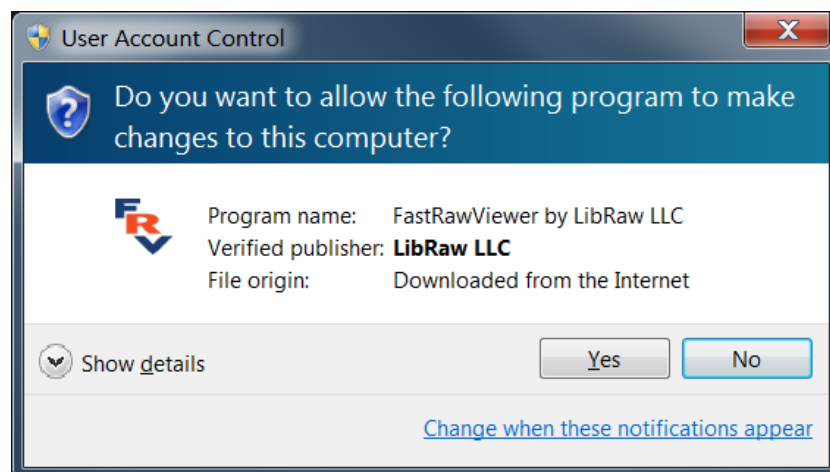 User Account Control
X
Do you want to allow the following program to make
changes to this computer?
FRV
Program name: FastRawViewer by LibRaw LLC
Verified publisher: LibRaw LLC
File origin: Downloaded from the Internet
Show details
Yes No
Change when these notifications appear